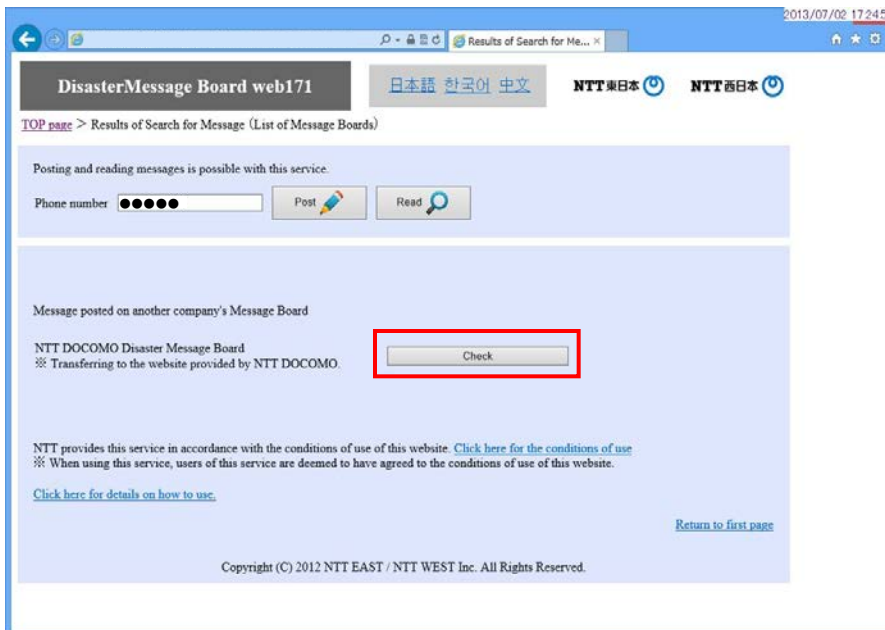 2013/07/02 17:245
Results of Search for Me...
DisasterMessage Board web171
日本語 한국어 中文
NTT東日本
NTT西日本
TOP page > Results of Search for Message (List of Message Boards)
Posting and reading messages is possible with this service.
Phone number ●●●●● Post Read
Message posted on another company's Message Board
NTT DOCOMO Disaster Message Board
※ Transferring to the website provided by NTT DOCOMO.
Check
NTT provides this service in accordance with the conditions of use of this website. Click here for the conditions of use
※ When using this service, users of this service are deemed to have agreed to the conditions of use of this website.
Click here for details on how to use.
Return to first page
Copyright (C) 2012 NTT EAST / NTT WEST Inc. All Rights Reserved.